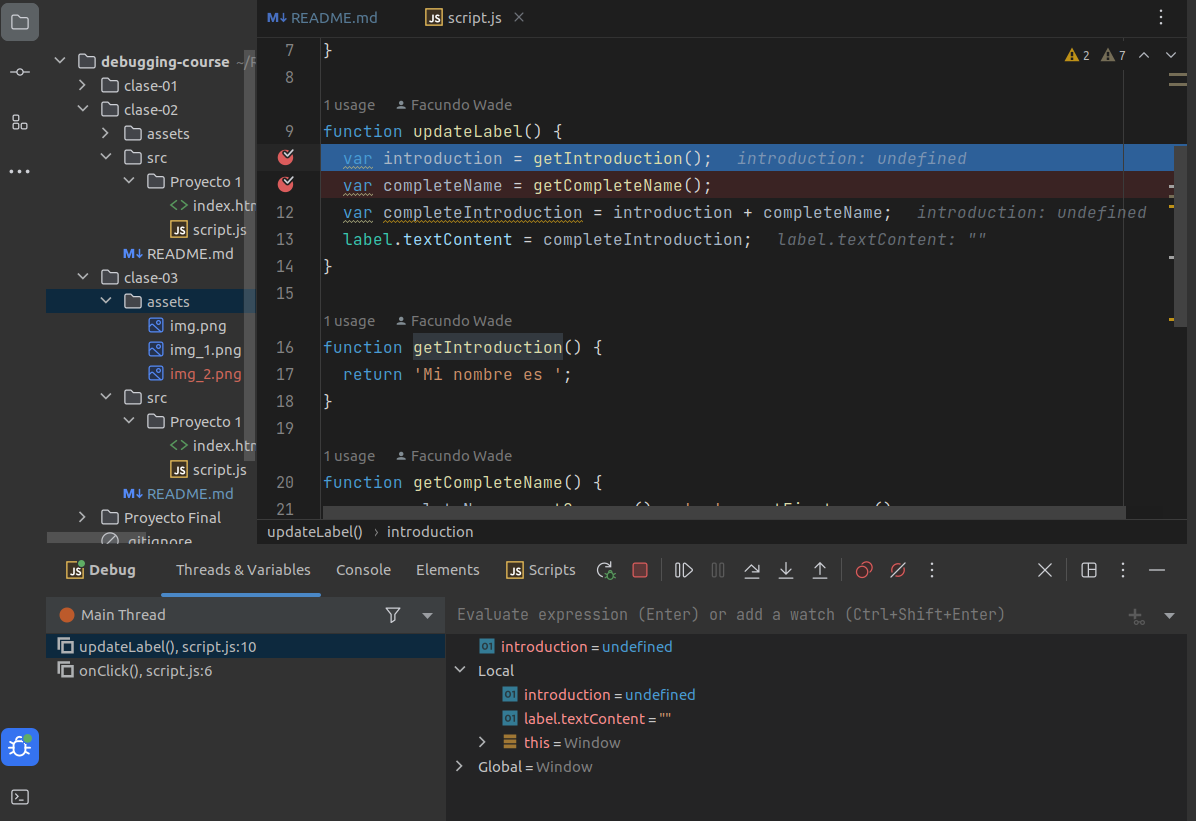 README.md
script.js
debugging-course ~/F
clase-01
clase-02
assets
src
Proyecto 1
index.htm
script.js
README.md
clase-03
assets
img.png
img_1.png
img_2.png
src
Proyecto 1
index.htm
script.js
README.md
Proyecto Final
.gitignore
2 7
7 }
8
1 usage Facundo Wade
9 function updateLabel() {
var introduction = getIntroduction(); introduction: undefined
var completeName = getCompleteName();
12 var completeIntroduction = introduction + completeName; introduction: undefined
13 label.textContent = completeIntroduction; label.textContent: ""
14 }
15
1 usage Facundo Wade
16 function getIntroduction() {
17 return 'Mi nombre es ';
18 }
19
1 usage Facundo Wade
20 function getCompleteName() {
21
updateLabel() › introduction
Debug Threads & Variables Console Elements Scripts
Main Thread
updateLabel(), script.js:10
onClick(), script.js:6
Evaluate expression (Enter) or add a watch (Ctrl+Shift+Enter)
introduction = undefined
Local
introduction = undefined
label.textContent = ""
this = Window
Global = Window